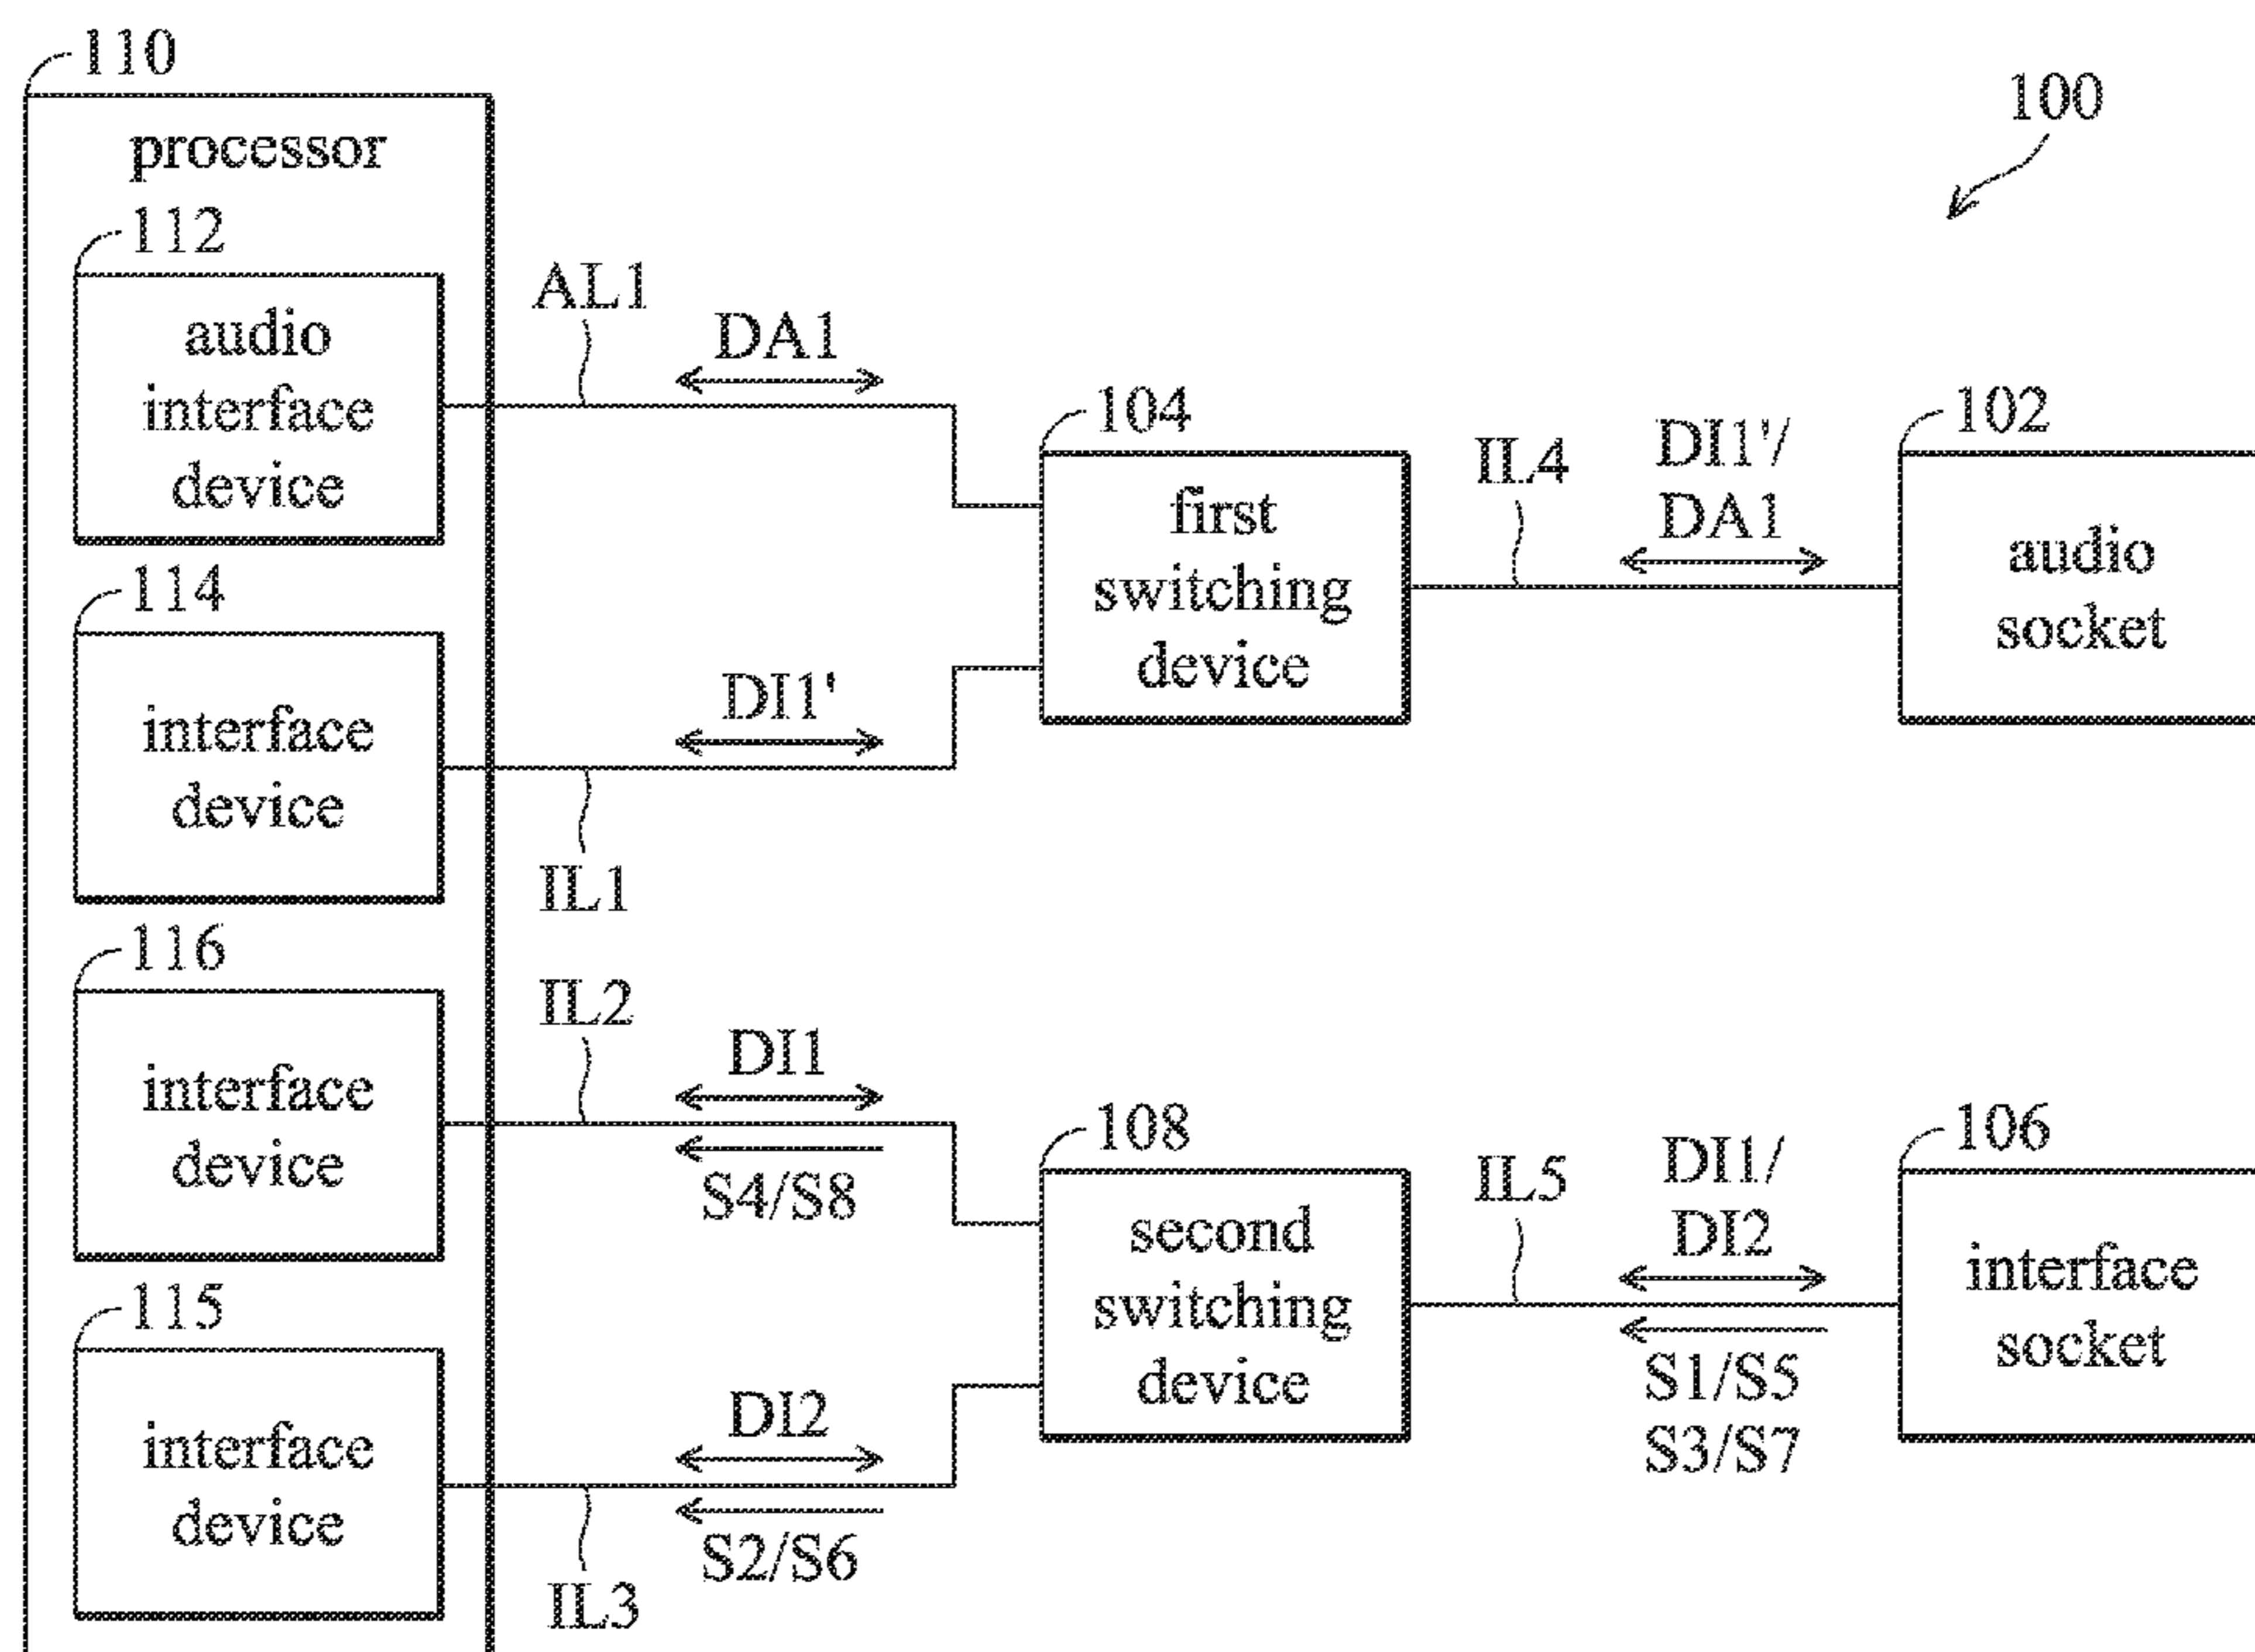 110
processor
100
112
audio
interface
device
AL1
DA1
104
first
switching
device
IL4
DI1'/
DA1
102
audio
socket
114
interface
device
DI1'
IL1
116
interface
device
IL2
DI1
S4/S8
108
second
switching
device
IL5
DI1/
DI2
S1/S5
S3/S7
106
interface
socket
115
interface
device
DI2
S2/S6
IL3